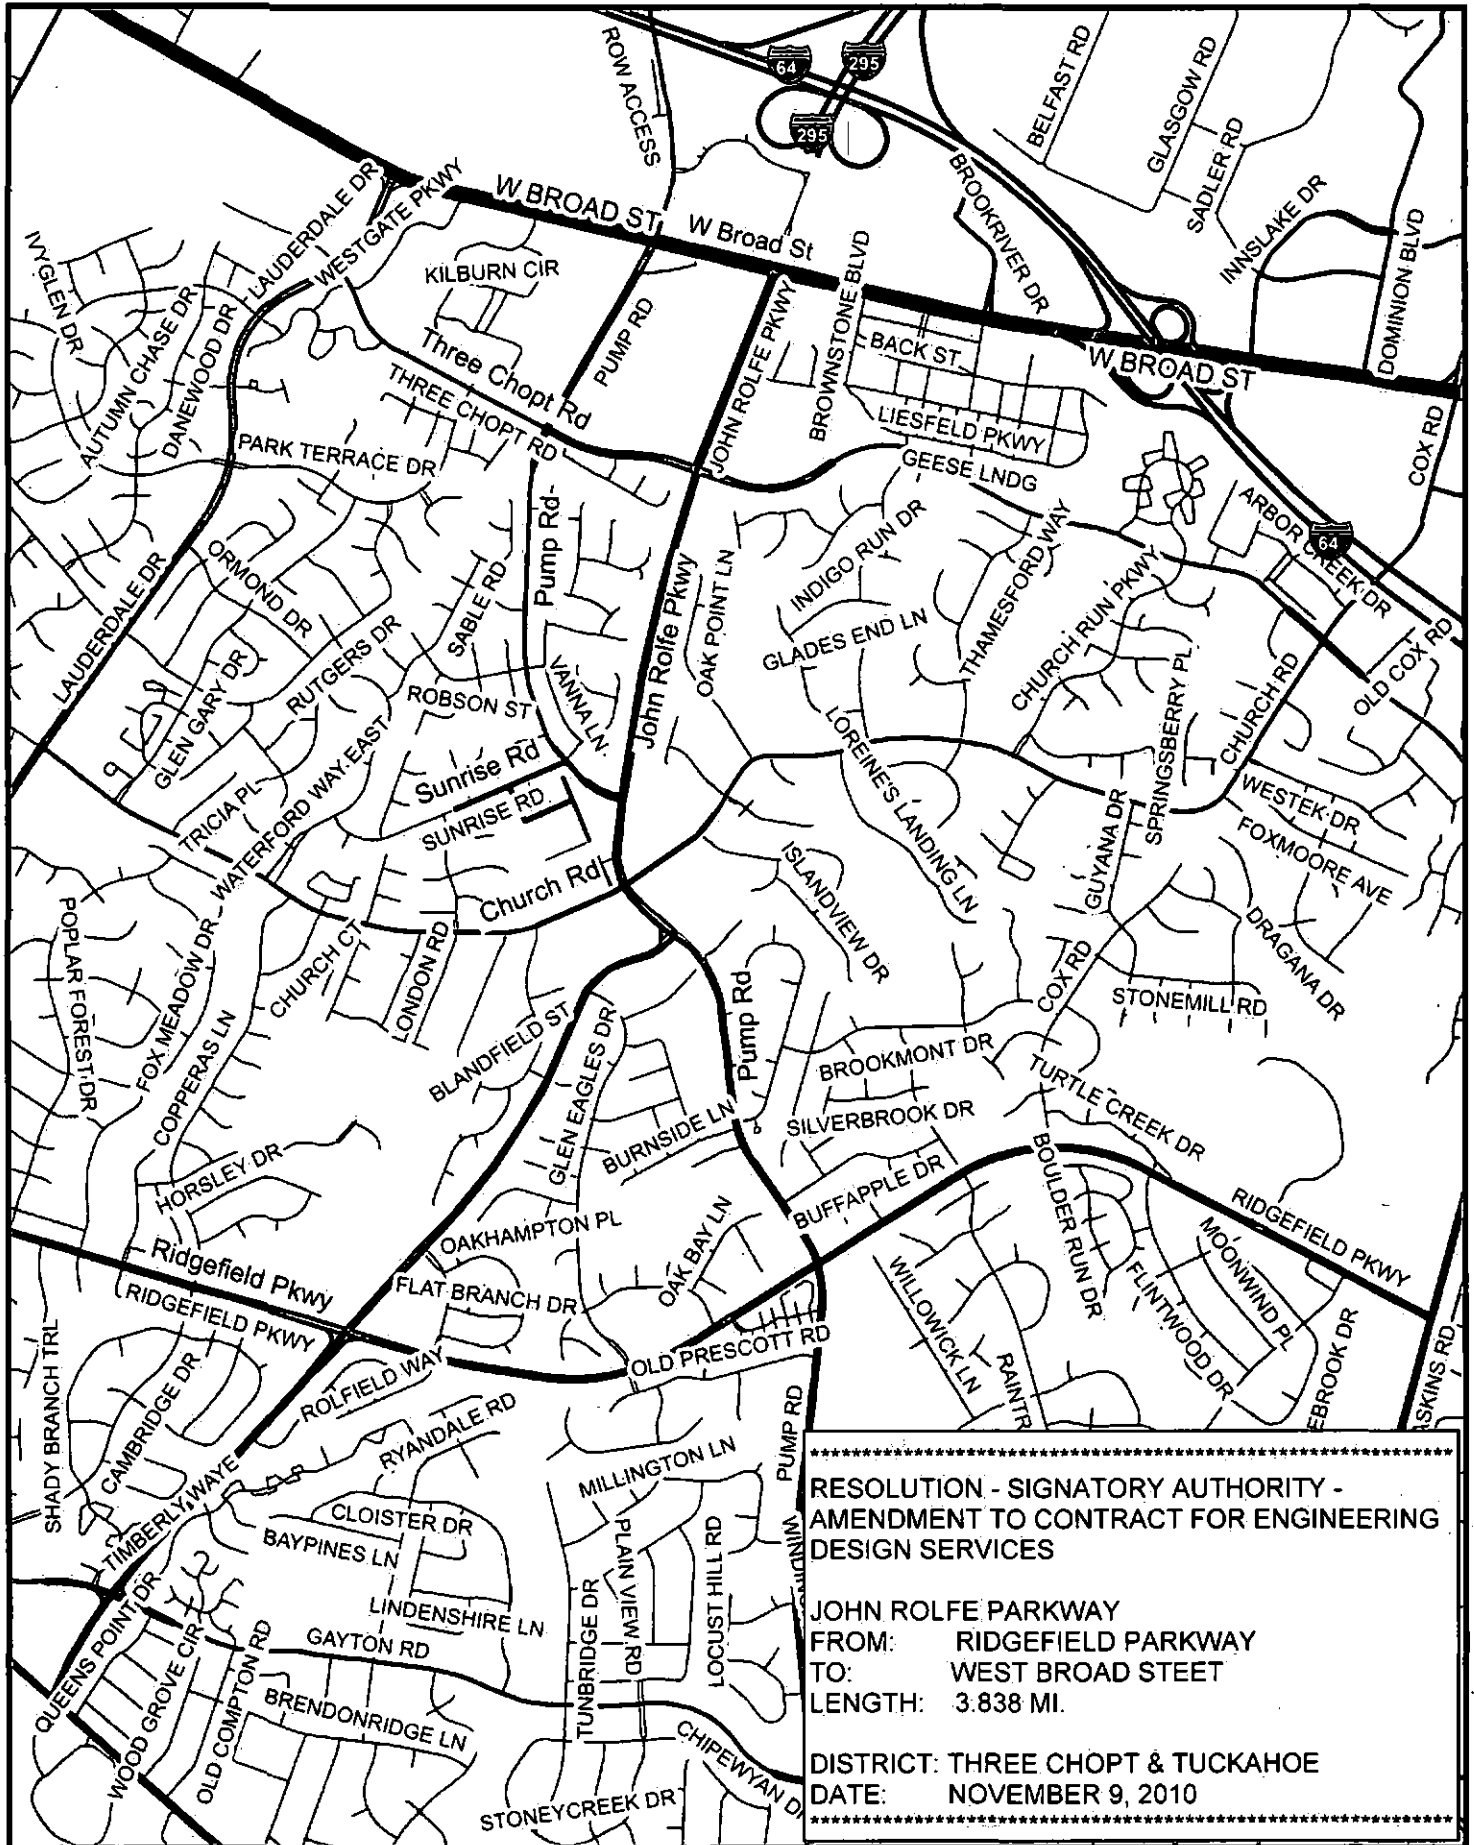 ROW ACCESS
64
295
295
BELFAST RD
GLASGOW RD
SADLER RD
BROOKRIVER DR
INNSLAKE DR
DOMINION BLVD
LAUDERDALE DR
WESTGATE PKWY
W BROAD ST
W Broad St
IVYGLEN DR
KILBURN CIR
PUMP RD
JOHN ROLFE PKWY
BROWNSTONE BLVD
BACK ST
W BROAD ST
AUTUMN CHASE DR
DANEWOOD DR
Three Chopt Rd
THREE CHOPT RD
LIESFELD PKWY
GEESE LNDG
COX RD
PARK TERRACE DR
Pump Rd
ARBOR CREEK DR
64
INDIGO RUN DR
THAMESFORD WAY
ORMOND DR
SABLE RD
John Rolfe Pkwy
OAK POINT LN
CHURCH RUN PKWY
LAUDERDALE DR
GLADES END LN
OLD COX RD
RUTGERS DR
GLEN GARY DR
ROBSON ST
VANNA LN
SPRINGSBERRY PL
CHURCH RD
Sunrise Rd
LOREINE'S LANDING LN
WATERFORD WAY EAST
TRICIA PL
SUNRISE RD
WESTEK DR
GUYANA DR
FOXMOORE AVE
Church Rd
ISLANDVIEW DR
POPLAR FOREST DR
FOX MEADOW DR
CHURCH CT
LONDON RD
DRAGANA DR
COX RD
STONEMILL RD
COPPERAS LN
BLANDFIELD ST
GLEN EAGLES DR
Pump Rd
BROOKMONT DR
TURTLE CREEK DR
BURNSIDE LN
SILVERBROOK DR
HORSLEY DR
BUFFAPPLE DR
BOULDER RUN DR
RIDGEFIELD PKWY
OAKHAMPTON PL
OAK BAY LN
MOONWIND PL
Ridgefield Pkwy
RIDGEFIELD PKWY
FLAT BRANCH DR
WILLOWICK LN
FLINTWOOD DR
SHADY BRANCH TRL
OLD PRESCOTT RD
RAINTR
EBROOK DR
ASKINS RD
CAMBRIDGE DR
ROLFIELD WAY
RYANDALE RD
PUMP RD
MILLINGTON LN
TIMBERLY WAYE
CLOISTER DR
BAYPINES LN
PLAIN VIEW RD
LOCUST HILL RD
QUEENS POINT DR
LINDENSHIRE LN
TUNBRIDGE DR
GAYTON RD
WOOD GROVE CIR
OLD COMPTON RD
BRENDONRIDGE LN
CHIPEWYAN D
STONEYCREEK DR
RESOLUTION - SIGNATORY AUTHORITY -
AMENDMENT TO CONTRACT FOR ENGINEERING
DESIGN SERVICES
JOHN ROLFE PARKWAY
FROM: RIDGEFIELD PARKWAY
TO: WEST BROAD STEET
LENGTH: 3.838 MI.
DISTRICT: THREE CHOPT & TUCKAHOE
DATE: NOVEMBER 9, 2010